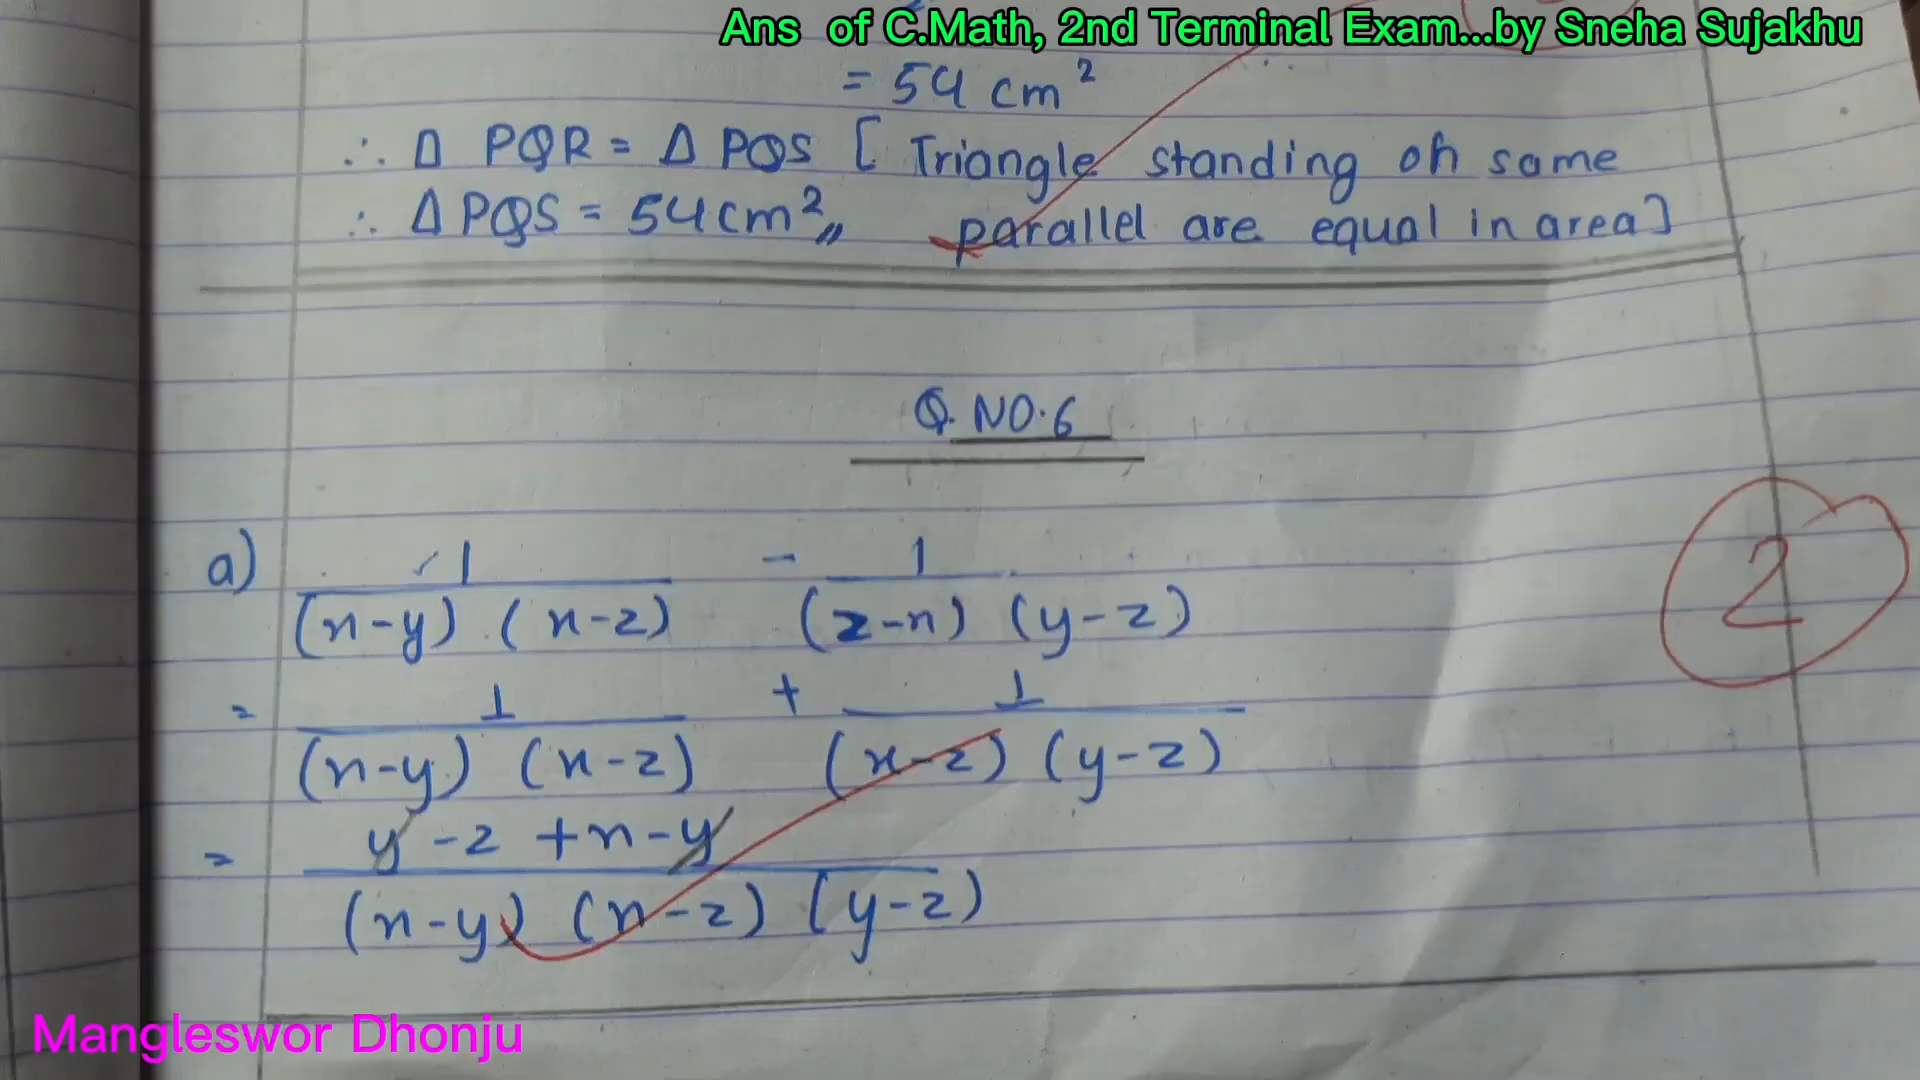 Ans of C.Math, 2nd Terminal Exam...by Sneha Sujakhu
= 54 cm²
∴ Δ PQR = Δ PQS [ Triangle standing on same
∴ Δ PQS = 54 cm²,, parallel are equal in area]
Q. NO. 6
a) 1 / (x-y) (x-z) - 1 / (z-x) (y-z)
= 1 / (x-y) (x-z) + 1 / (x-z) (y-z)
= y - z + x - y / (x-y) (x-z) (y-z)
2
Mangleswor Dhonju